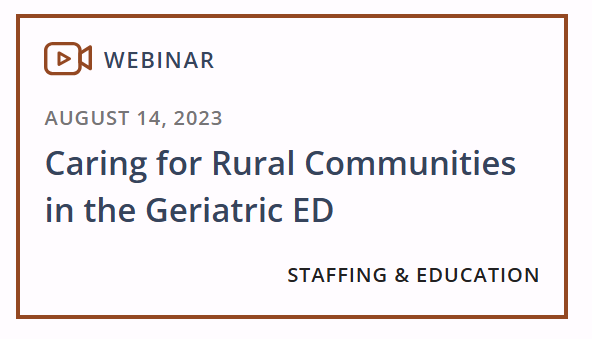 WEBINAR
AUGUST 14, 2023
Caring for Rural Communities
in the Geriatric ED
STAFFING & EDUCATION